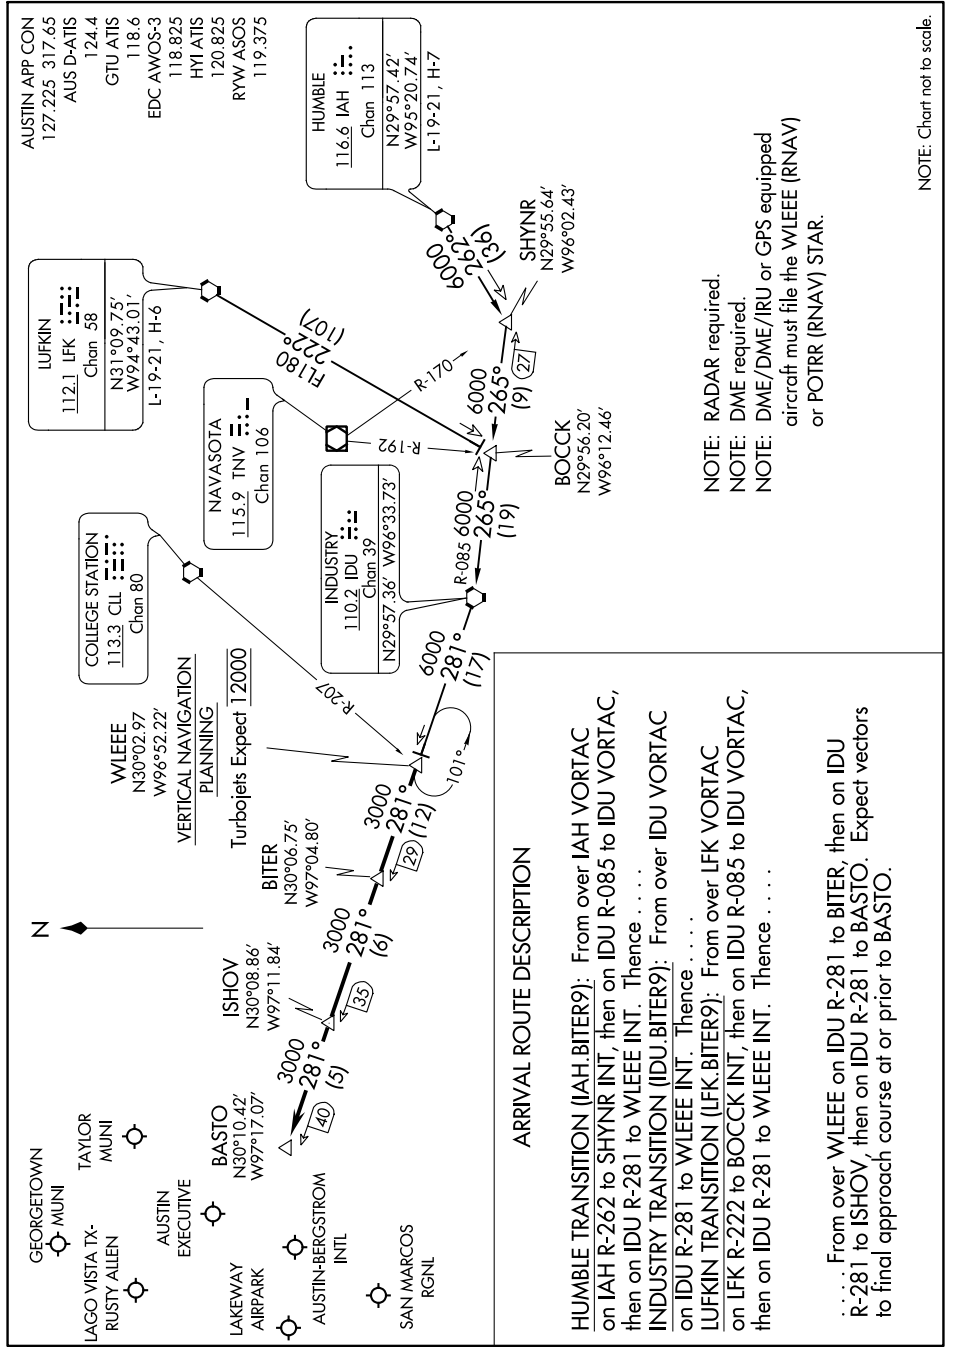 AUSTIN APP CON
127.225 317.65
AUS D-ATIS
124.4
GTU ATIS
118.6
EDC AWOS-3
118.825
HYI ATIS
120.825
RYW ASOS
119.375
HUMBLE
116.6 IAH
Chan 113
N29°57.42'
W95°20.74'
L-19-21, H-7
LUFKIN
112.1 LFK
Chan 58
N31°09.75'
W94°43.01'
L-19-21, H-6
NAVASOTA
115.9 TNV
Chan 106
COLLEGE STATION
113.3 CLL
Chan 80
INDUSTRY
110.2 IDU
Chan 39
N29°57.36' W96°33.73'
6000
262°
(36)
SHYNR
N29°55.64'
W96°02.43'
FL180
222°
(107)
R-170
R-192
27
6000
265°
(9)
BOCCK
N29°56.20'
W96°12.46'
R-085
6000
265°
(19)
6000
281°
(17)
R-207
101°
WLEEE
N30°02.97
W96°52.22'
VERTICAL NAVIGATION
PLANNING
Turbojets Expect 12000
3000
281°
(12)
29
BITER
N30°06.75'
W97°04.80'
3000
281°
(6)
35
ISHOV
N30°08.86'
W97°11.84'
3000
281°
(5)
40
BASTO
N30°10.42'
W97°17.07'
N
GEORGETOWN
MUNI
TAYLOR
MUNI
LAGO VISTA TX-
RUSTY ALLEN
AUSTIN
EXECUTIVE
LAKEWAY
AIRPARK
AUSTIN-BERGSTROM
INTL
SAN MARCOS
RGNL
NOTE: RADAR required.
NOTE: DME required.
NOTE: DME/DME/IRU or GPS equipped
aircraft must file the WLEEE (RNAV)
or POTRR (RNAV) STAR.
NOTE: Chart not to scale.
ARRIVAL ROUTE DESCRIPTION
HUMBLE TRANSITION (IAH.BITER9): From over IAH VORTAC
on IAH R-262 to SHYNR INT, then on IDU R-085 to IDU VORTAC,
then on IDU R-281 to WLEEE INT. Thence . . . .
INDUSTRY TRANSITION (IDU.BITER9): From over IDU VORTAC
on IDU R-281 to WLEEE INT. Thence . . . .
LUFKIN TRANSITION (LFK.BITER9): From over LFK VORTAC
on LFK R-222 to BOCCK INT, then on IDU R-085 to IDU VORTAC,
then on IDU R-281 to WLEEE INT. Thence . . . .
. . . . From over WLEEE on IDU R-281 to BITER, then on IDU
R-281 to ISHOV, then on IDU R-281 to BASTO. Expect vectors
to final approach course at or prior to BASTO.